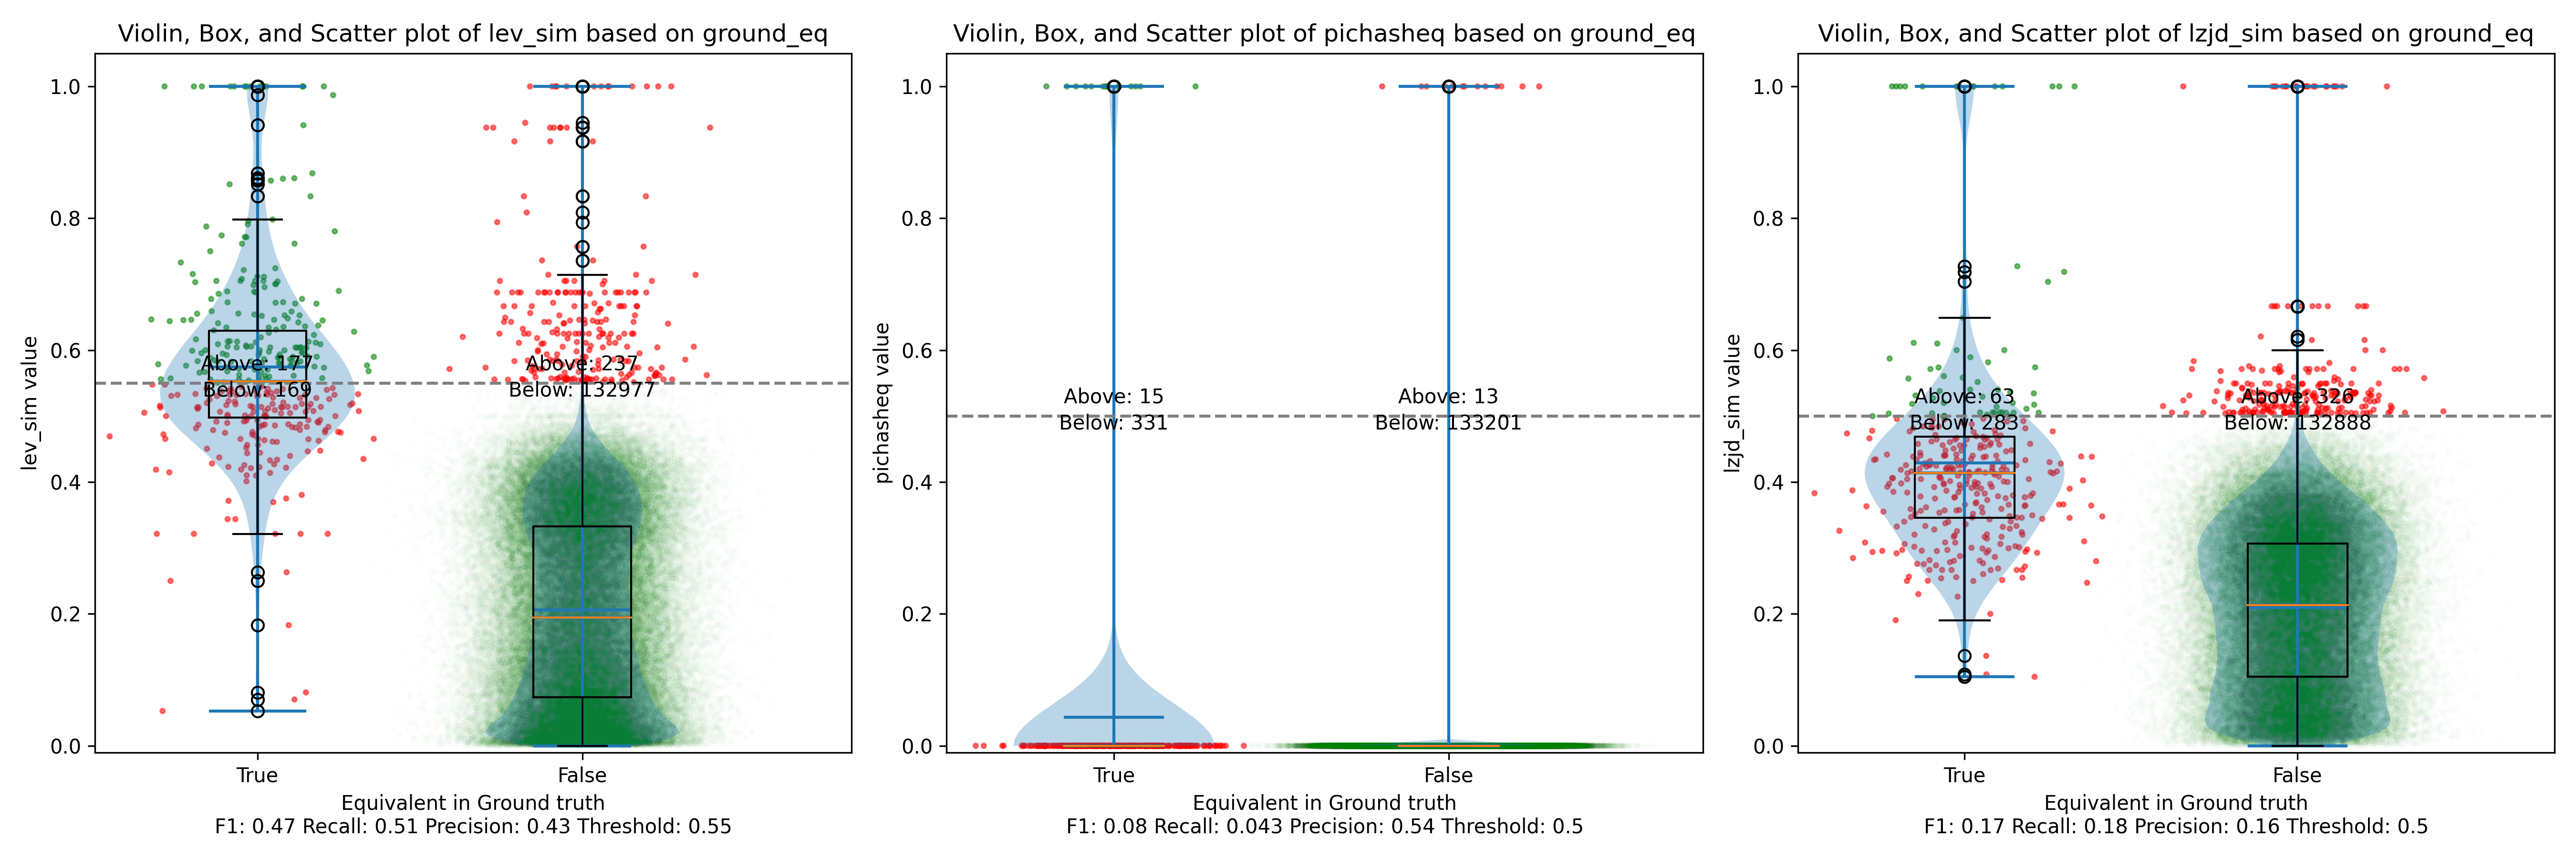 Violin, Box, and Scatter plot of lev_sim based on ground_eq
1.0
0.8
0.6
0.4
0.2
0.0
lev_sim value
Above: 177
Below: 169
Above: 237
Below: 132977
True
False
Equivalent in Ground truth
F1: 0.47 Recall: 0.51 Precision: 0.43 Threshold: 0.55
Violin, Box, and Scatter plot of pichasheq based on ground_eq
1.0
0.8
0.6
0.4
0.2
0.0
pichasheq value
Above: 15
Below: 331
Above: 13
Below: 133201
True
False
Equivalent in Ground truth
F1: 0.08 Recall: 0.043 Precision: 0.54 Threshold: 0.5
Violin, Box, and Scatter plot of lzjd_sim based on ground_eq
1.0
0.8
0.6
0.4
0.2
0.0
lzjd_sim value
Above: 63
Below: 283
Above: 326
Below: 132888
True
False
Equivalent in Ground truth
F1: 0.17 Recall: 0.18 Precision: 0.16 Threshold: 0.5